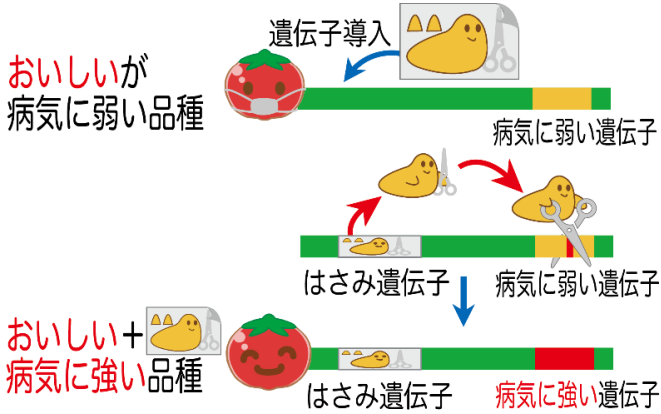 遺伝子導入
おいしいが
病気に弱い品種
病気に弱い遺伝子
はさみ遺伝子
病気に弱い遺伝子
おいしい+
病気に強い品種
はさみ遺伝子
病気に強い遺伝子